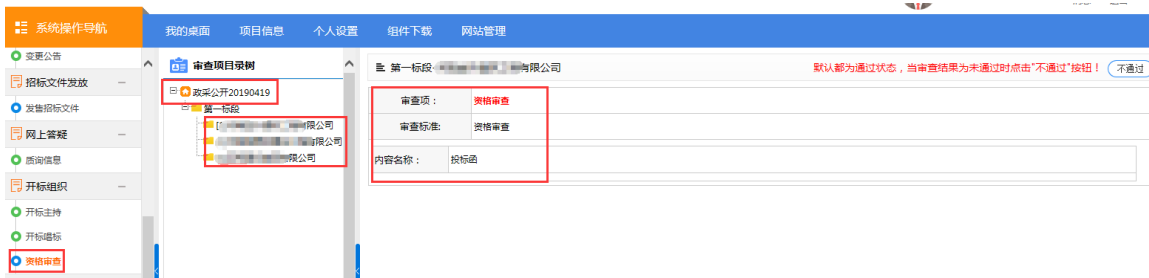 系统操作导航
我的桌面 项目信息 个人设置 组件下载 网站管理
变更公告
招标文件发放
发售招标文件
网上答疑
质询信息
开标组织
开标主持
开标唱标
资格审查
审查项目录树
政采公开20190419
第一标段
限公司
有限公司
限公司
第一标段 有限公司
默认都为通过状态，当审查结果为未通过时点击"不通过"按钮！ 不通过
审查项： 资格审查
审查标准: 资格审查
内容名称： 投标函